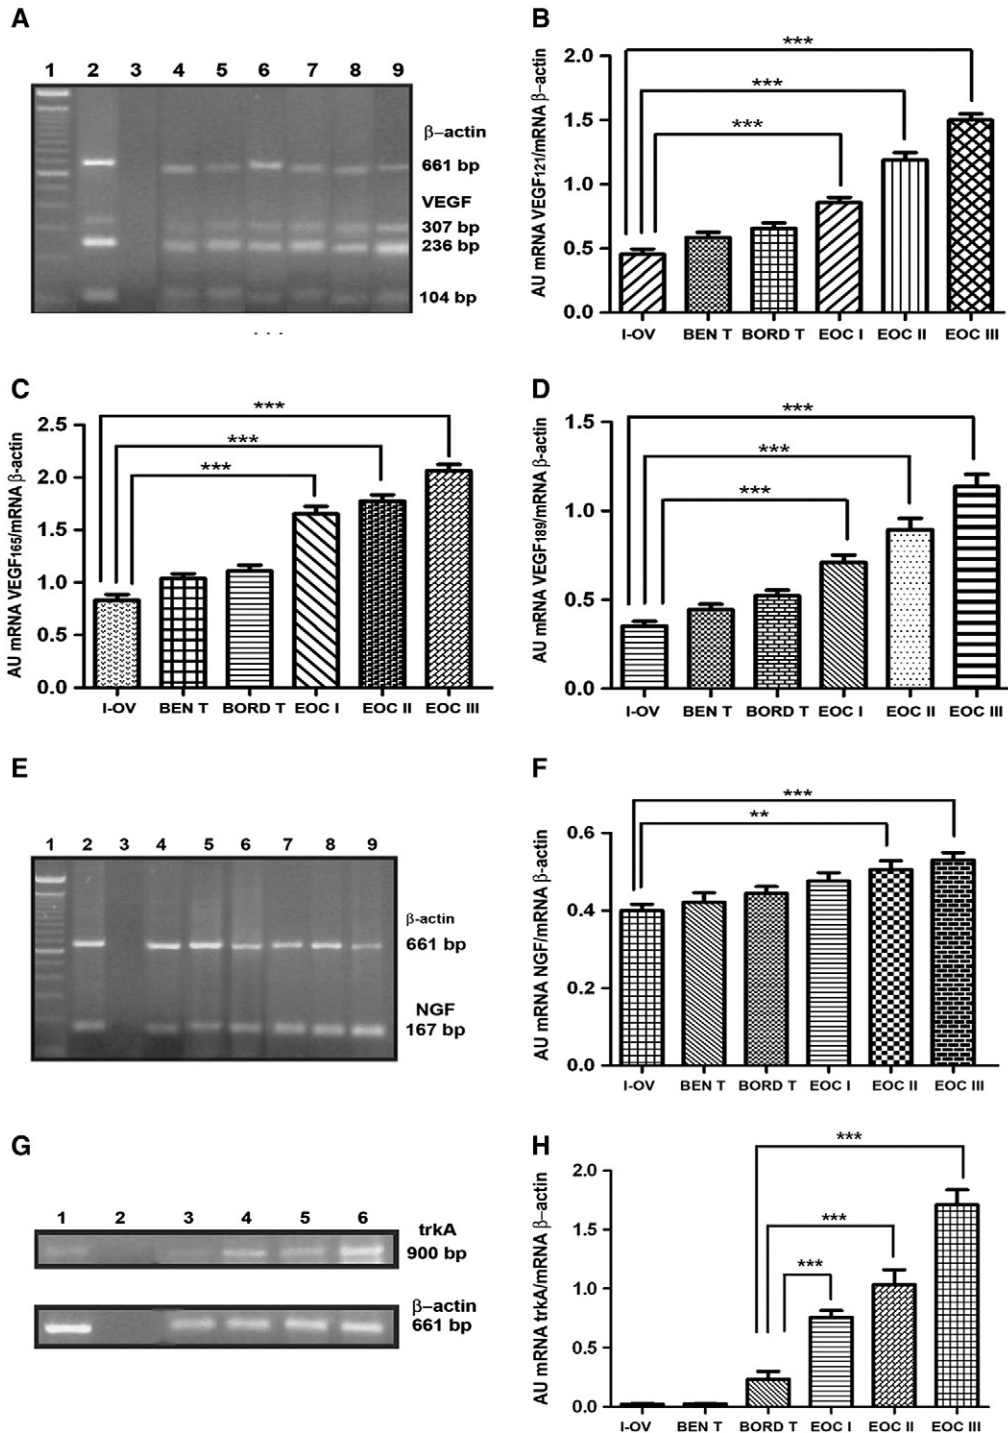 A
1 2 3 4 5 6 7 8 9
β–actin
661 bp
VEGF
307 bp
236 bp
104 bp
B
AU mRNA VEGF121/mRNA β–actin
2.0
1.5
1.0
0.5
0.0
***
***
***
I-OV BEN T BORD T EOC I EOC II EOC III
C
AU mRNA VEGF165/mRNA β-actin
2.5
2.0
1.5
1.0
0.5
0.0
***
***
***
I-OV BEN T BORD T EOC I EOC II EOC III
D
AU mRNA VEGF189/mRNA β-actin
1.5
1.0
0.5
0.0
***
***
***
I-OV BEN T BORD T EOC I EOC II EOC III
E
1 2 3 4 5 6 7 8 9
β-actin
661 bp
NGF
167 bp
F
AU mRNA NGF/mRNA β-actin
0.6
0.4
0.2
0.0
***
**
I-OV BEN T BORD T EOC I EOC II EOC III
G
1 2 3 4 5 6
trkA
900 bp
β–actin
661 bp
H
AU mRNA trkA/mRNA β–actin
2.0
1.5
1.0
0.5
0.0
***
***
***
I-OV BEN T BORD T EOC I EOC II EOC III